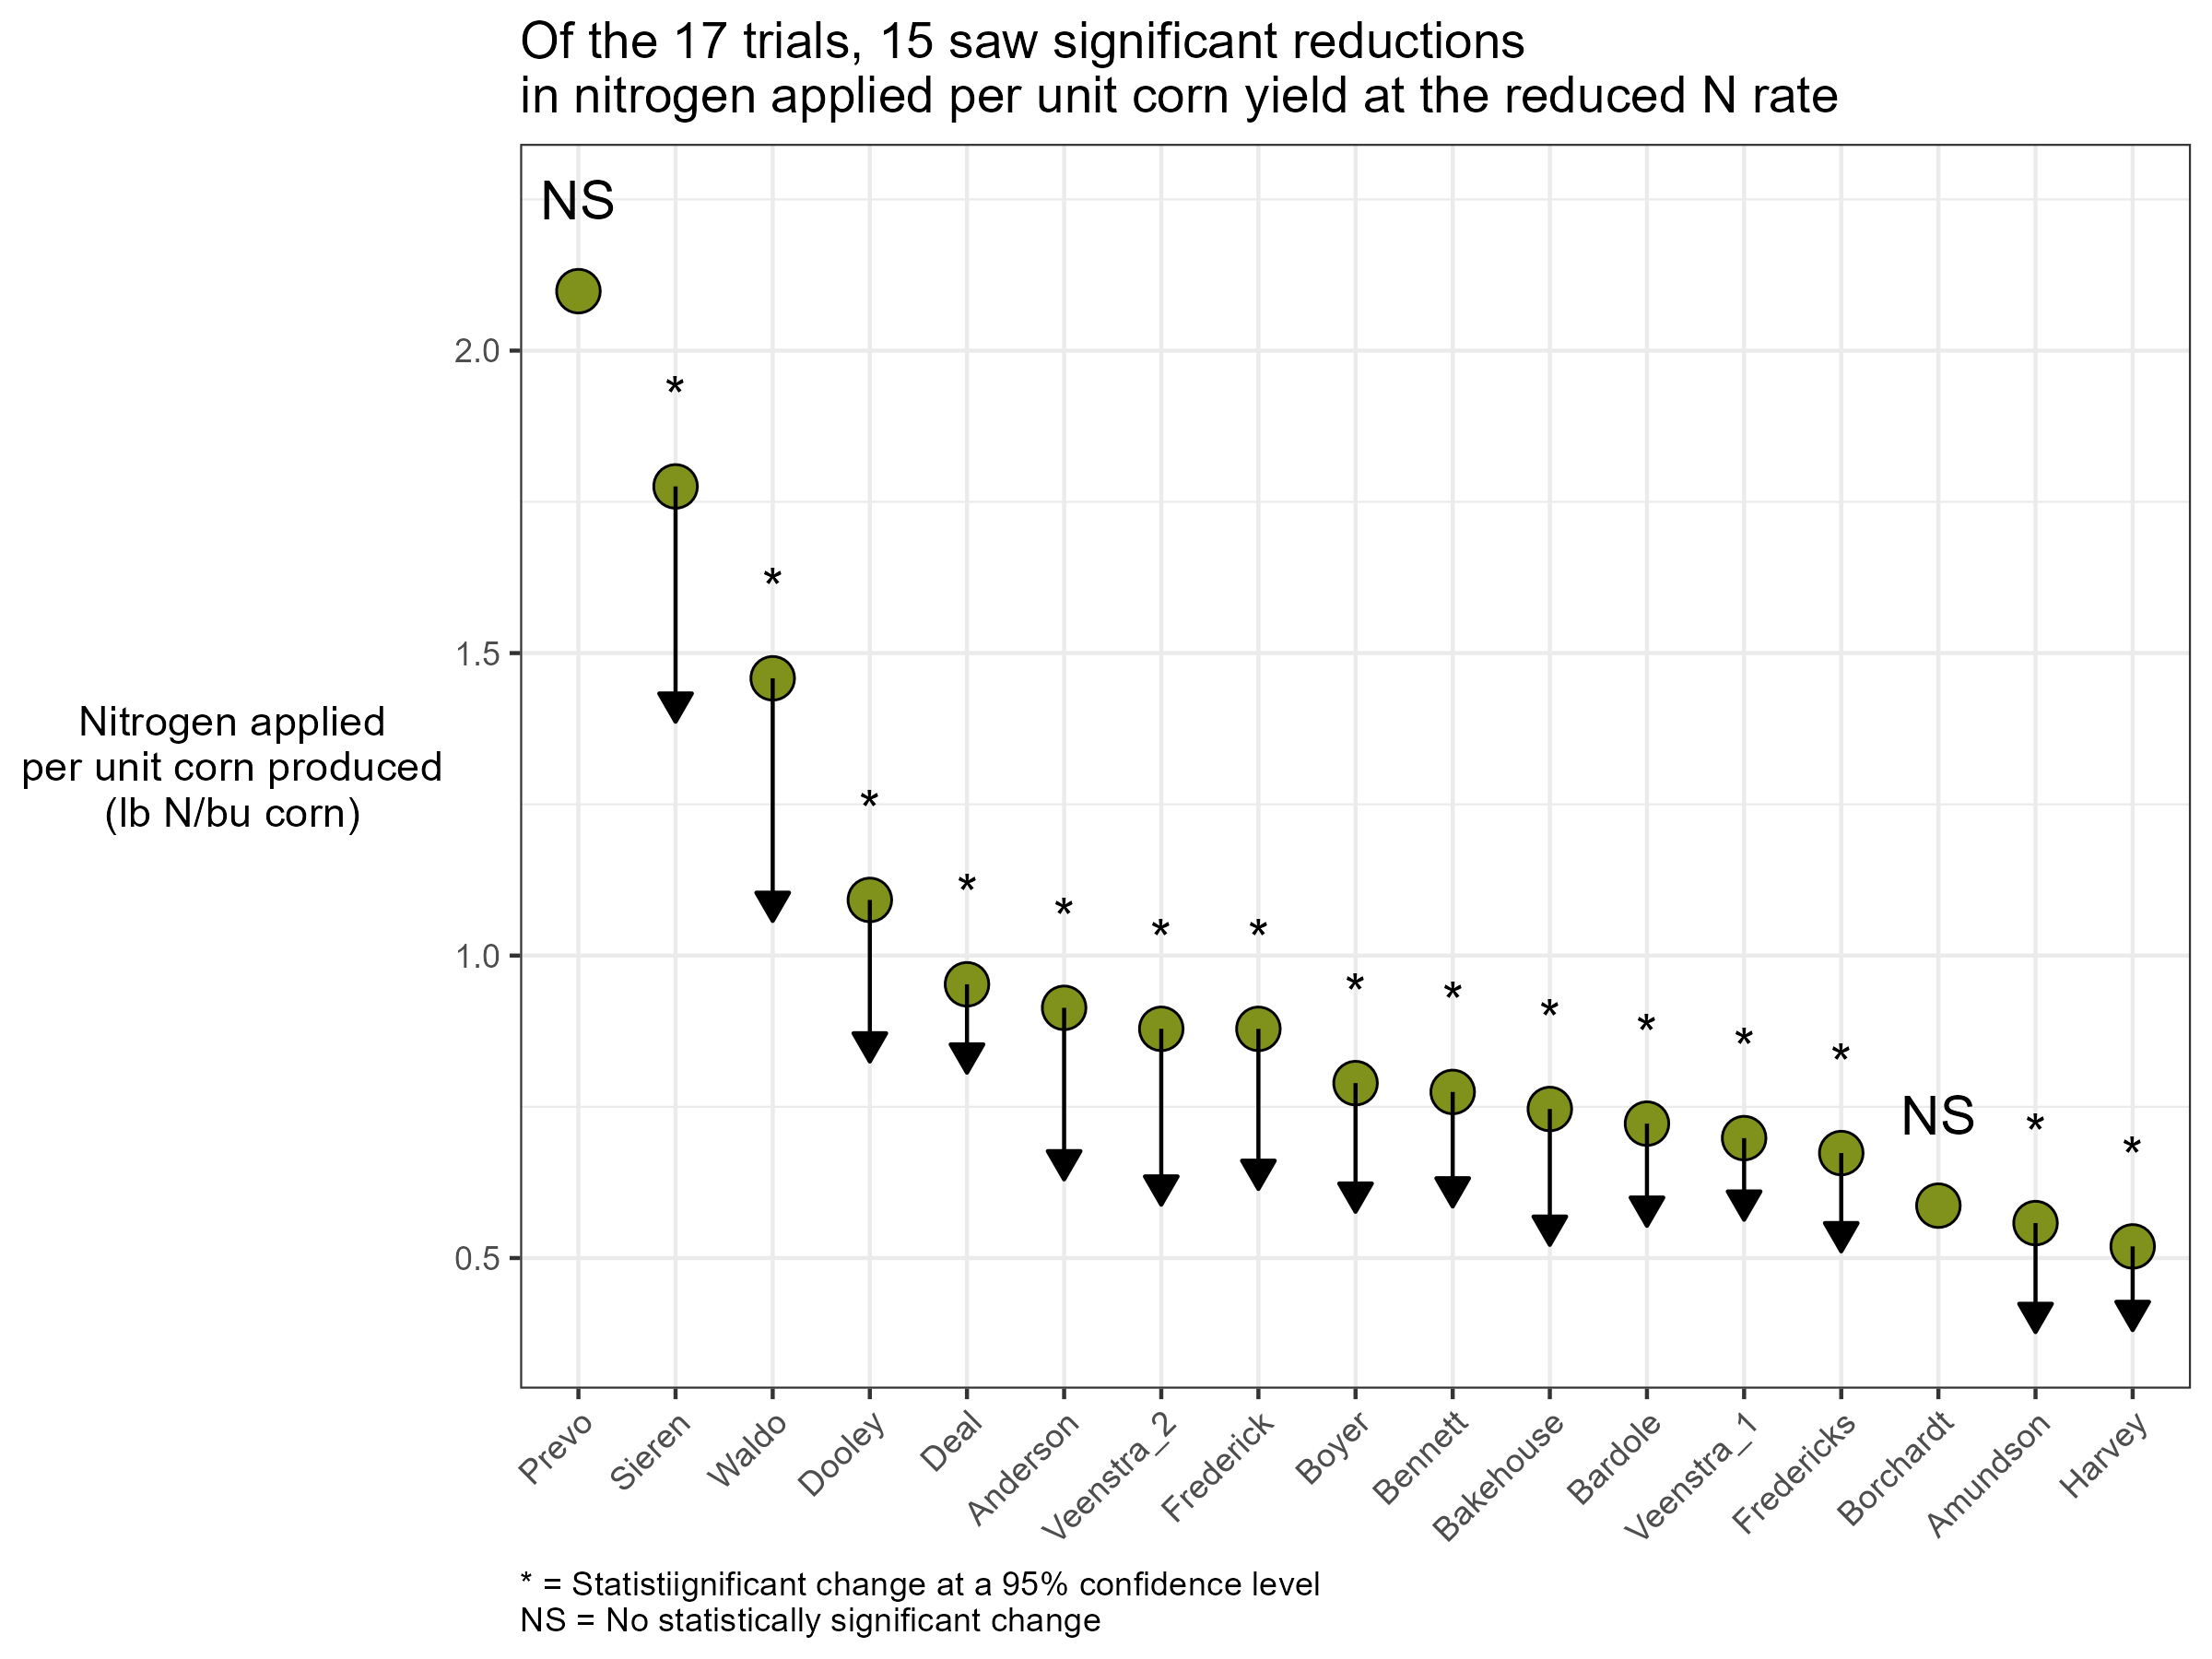 Of the 17 trials, 15 saw significant reductions
in nitrogen applied per unit corn yield at the reduced N rate
NS
2.0
*
*
1.5
Nitrogen applied
per unit corn produced
(lb N/bu corn)
*
*
*
*
*
1.0
*
*
*
*
*
*
NS
*
*
0.5
Prevo
Sieren
Waldo
Dooley
Deal
Anderson
Veenstra_2
Frederick
Boyer
Bennett
Bakehouse
Bardole
Veenstra_1
Fredericks
Borchardt
Amundson
Harvey
* = Statistiignificant change at a 95% confidence level
NS = No statistically significant change